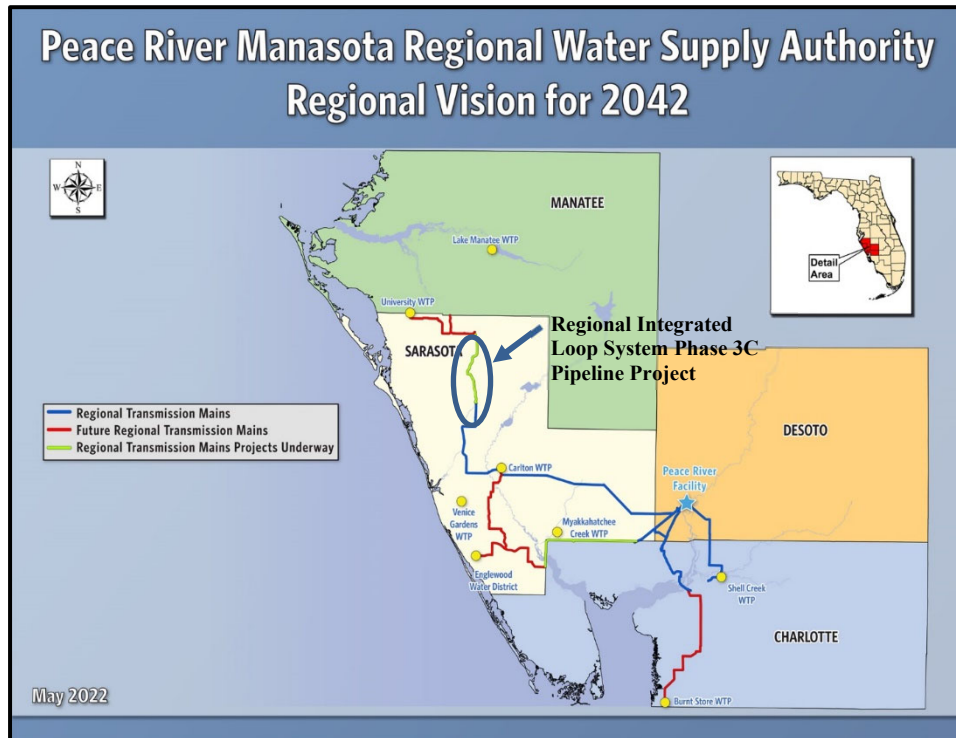 Peace River Manasota Regional Water Supply Authority
Regional Vision for 2042
N
W E
S
MANATEE
Lake Manatee WTP
Detail
Area
University WTP
SARASOTA
Regional Integrated
Loop System Phase 3C
Pipeline Project
Regional Transmission Mains
Future Regional Transmission Mains
Regional Transmission Mains Projects Underway
DESOTO
Carlton WTP
Peace River
Facility
Venice
Gardens
WTP
Myakkahatchee
Creek WTP
Englewood
Water District
Shell Creek
WTP
CHARLOTTE
May 2022
Burnt Store WTP